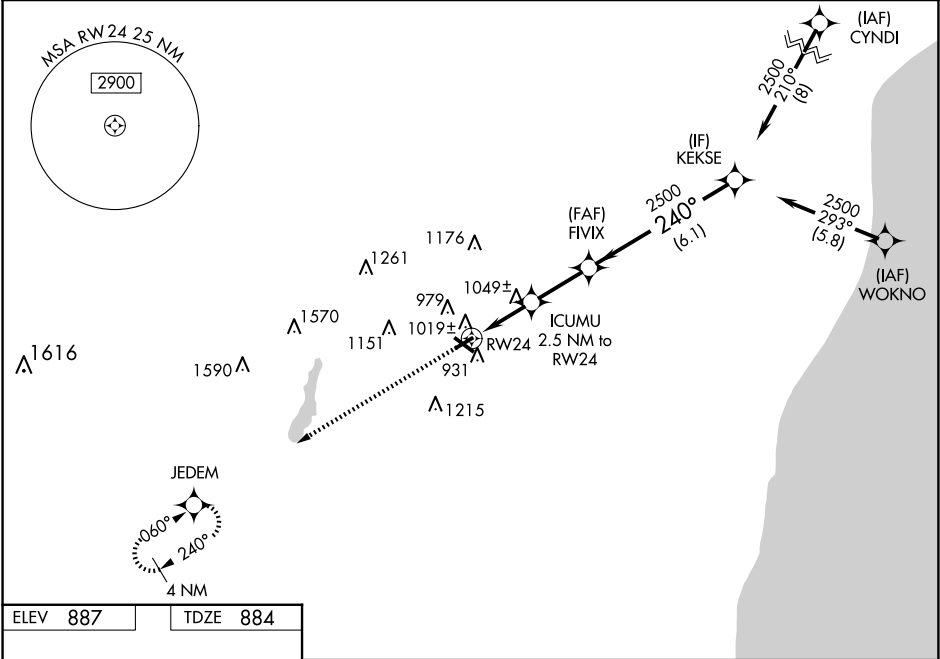 MSA RW24 25 NM
2900
(IAF)
CYNDI
2500
210°
(8)
(IF)
KEKSE
2500
240°
(6.1)
2500
293°
(5.8)
(IAF)
WOKNO
(FAF)
FIVIX
1176
1261
1049±
979
1570
1151
1019±
ICUMU
2.5 NM to
RW24
RW24
931
1616
1590
1215
JEDEM
060°
240°
4 NM
ELEV 887
TDZE 884